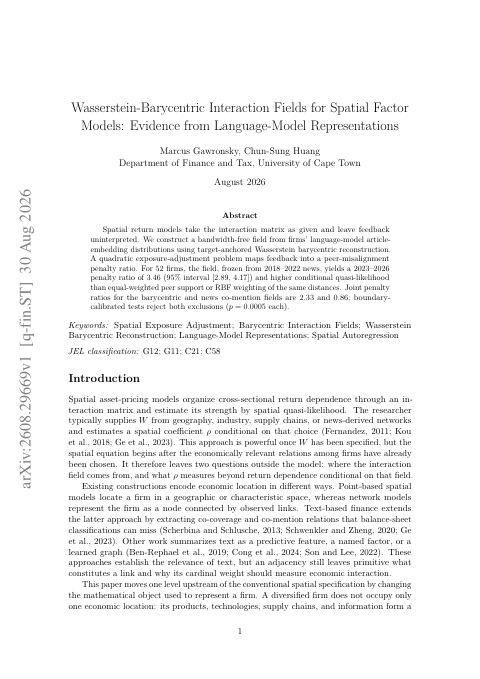 Wasserstein-Barycentric Interaction Fields for Spatial Factor
Models: Evidence from Language-Model Representations
Marcus Gawronsky, Chun-Sung Huang
Department of Finance and Tax, University of Cape Town
August 2026
Abstract
Spatial return models take the interaction matrix as given and leave feedback
uninterpreted. We construct a bandwidth-free field from firms' language-model article-
embedding distributions using target-anchored Wasserstein barycentric reconstruction.
A quadratic exposure-adjustment problem maps feedback into a peer-misalignment
penalty ratio. For 52 firms, the field, frozen from 2018–2022 news, yields a 2023–2026
penalty ratio of 3.46 (95% interval [2.89, 4.17]) and higher conditional quasi-likelihood
than equal-weighted peer support or RBF weighting of the same distances. Joint penalty
ratios for the barycentric and news co-mention fields are 2.33 and 0.86; boundary-
calibrated tests reject both exclusions (p = 0.0005 each).
Keywords: Spatial Exposure Adjustment; Barycentric Interaction Fields; Wasserstein
Barycentric Reconstruction; Language-Model Representations; Spatial Autoregression
JEL classification: G12; G11; C21; C58
Introduction
Spatial asset-pricing models organize cross-sectional return dependence through an in-
teraction matrix and estimate its strength by spatial quasi-likelihood. The researcher
typically supplies W from geography, industry, supply chains, or news-derived networks
and estimates a spatial coefficient ρ conditional on that choice (Fernandez, 2011; Kou
et al., 2018; Ge et al., 2023). This approach is powerful once W has been specified, but the
spatial equation begins after the economically relevant relations among firms have already
been chosen. It therefore leaves two questions outside the model: where the interaction
field comes from, and what ρ measures beyond return dependence conditional on that field.
Existing constructions encode economic location in different ways. Point-based spatial
models locate a firm in a geographic or characteristic space, whereas network models
represent the firm as a node connected by observed links. Text-based finance extends
the latter approach by extracting co-coverage and co-mention relations that balance-sheet
classifications can miss (Scherbina and Schlusche, 2013; Schwenkler and Zheng, 2020; Ge
et al., 2023). Other work summarizes text as a predictive feature, a named factor, or a
learned graph (Ben-Rephael et al., 2019; Cong et al., 2024; Son and Lee, 2022). These
approaches establish the relevance of text, but an adjacency still leaves primitive what
constitutes a link and why its cardinal weight should measure economic interaction.
This paper moves one level upstream of the conventional spatial specification by changing
the mathematical object used to represent a firm. A diversified firm does not occupy only
one economic location: its products, technologies, supply chains, and information form a
1
arXiv:2608.29669v1 [q-fin.ST] 30 Aug 2026